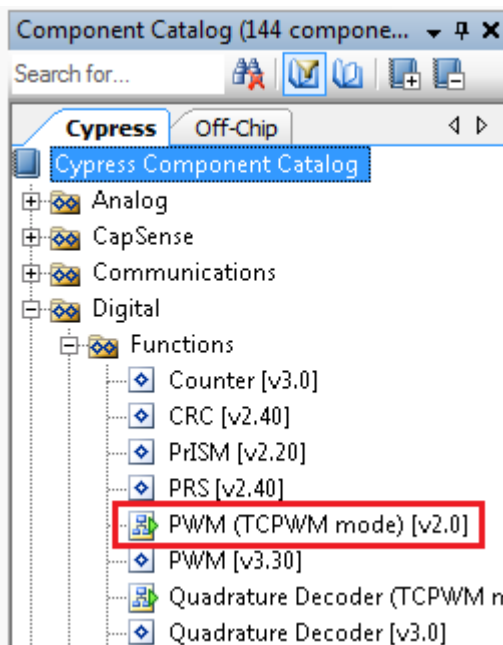 Component Catalog (144 compone...
Search for...
Cypress Off-Chip
Cypress Component Catalog
Analog
CapSense
Communications
Digital
Functions
Counter [v3.0]
CRC [v2.40]
PrISM [v2.20]
PRS [v2.40]
PWM (TCPWM mode) [v2.0]
PWM [v3.30]
Quadrature Decoder (TCPWM m
Quadrature Decoder [v3.0]